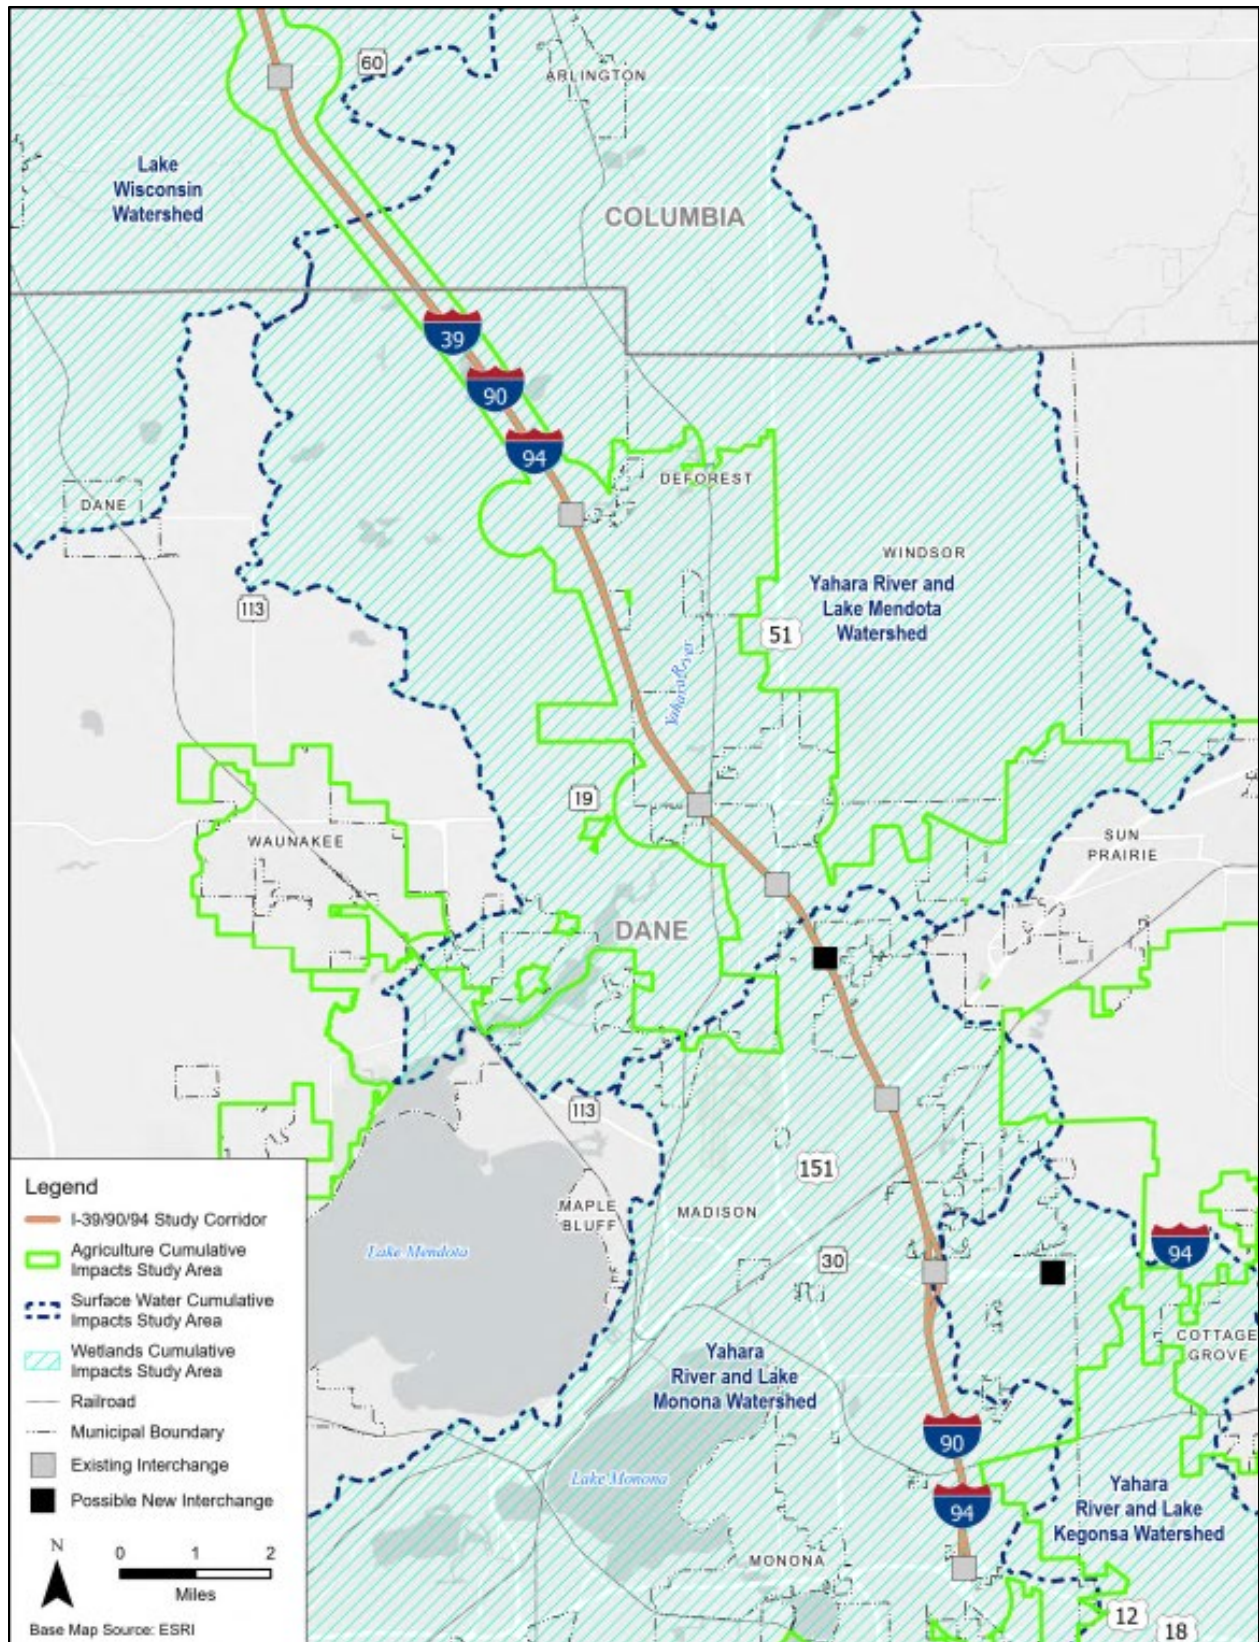 60
ARLINGTON
Lake
Wisconsin
Watershed
COLUMBIA
39
90
94
DEFOREST
DANE
WINDSOR
Yahara River and
Lake Mendota
Watershed
113
51
Yahara River
19
WAUNAKEE
SUN
PRAIRIE
DANE
113
151
MAPLE
BLUFF
MADISON
Lake Mendota
30
94
COTTAGE
GROVE
Yahara
River and Lake
Monona Watershed
90
Lake Monona
94
Yahara
River and Lake
Kegonsa Watershed
MONONA
12
18
Legend
I-39/90/94 Study Corridor
Agriculture Cumulative
Impacts Study Area
Surface Water Cumulative
Impacts Study Area
Wetlands Cumulative
Impacts Study Area
Railroad
Municipal Boundary
Existing Interchange
Possible New Interchange
N
0 1 2
Miles
Base Map Source: ESRI